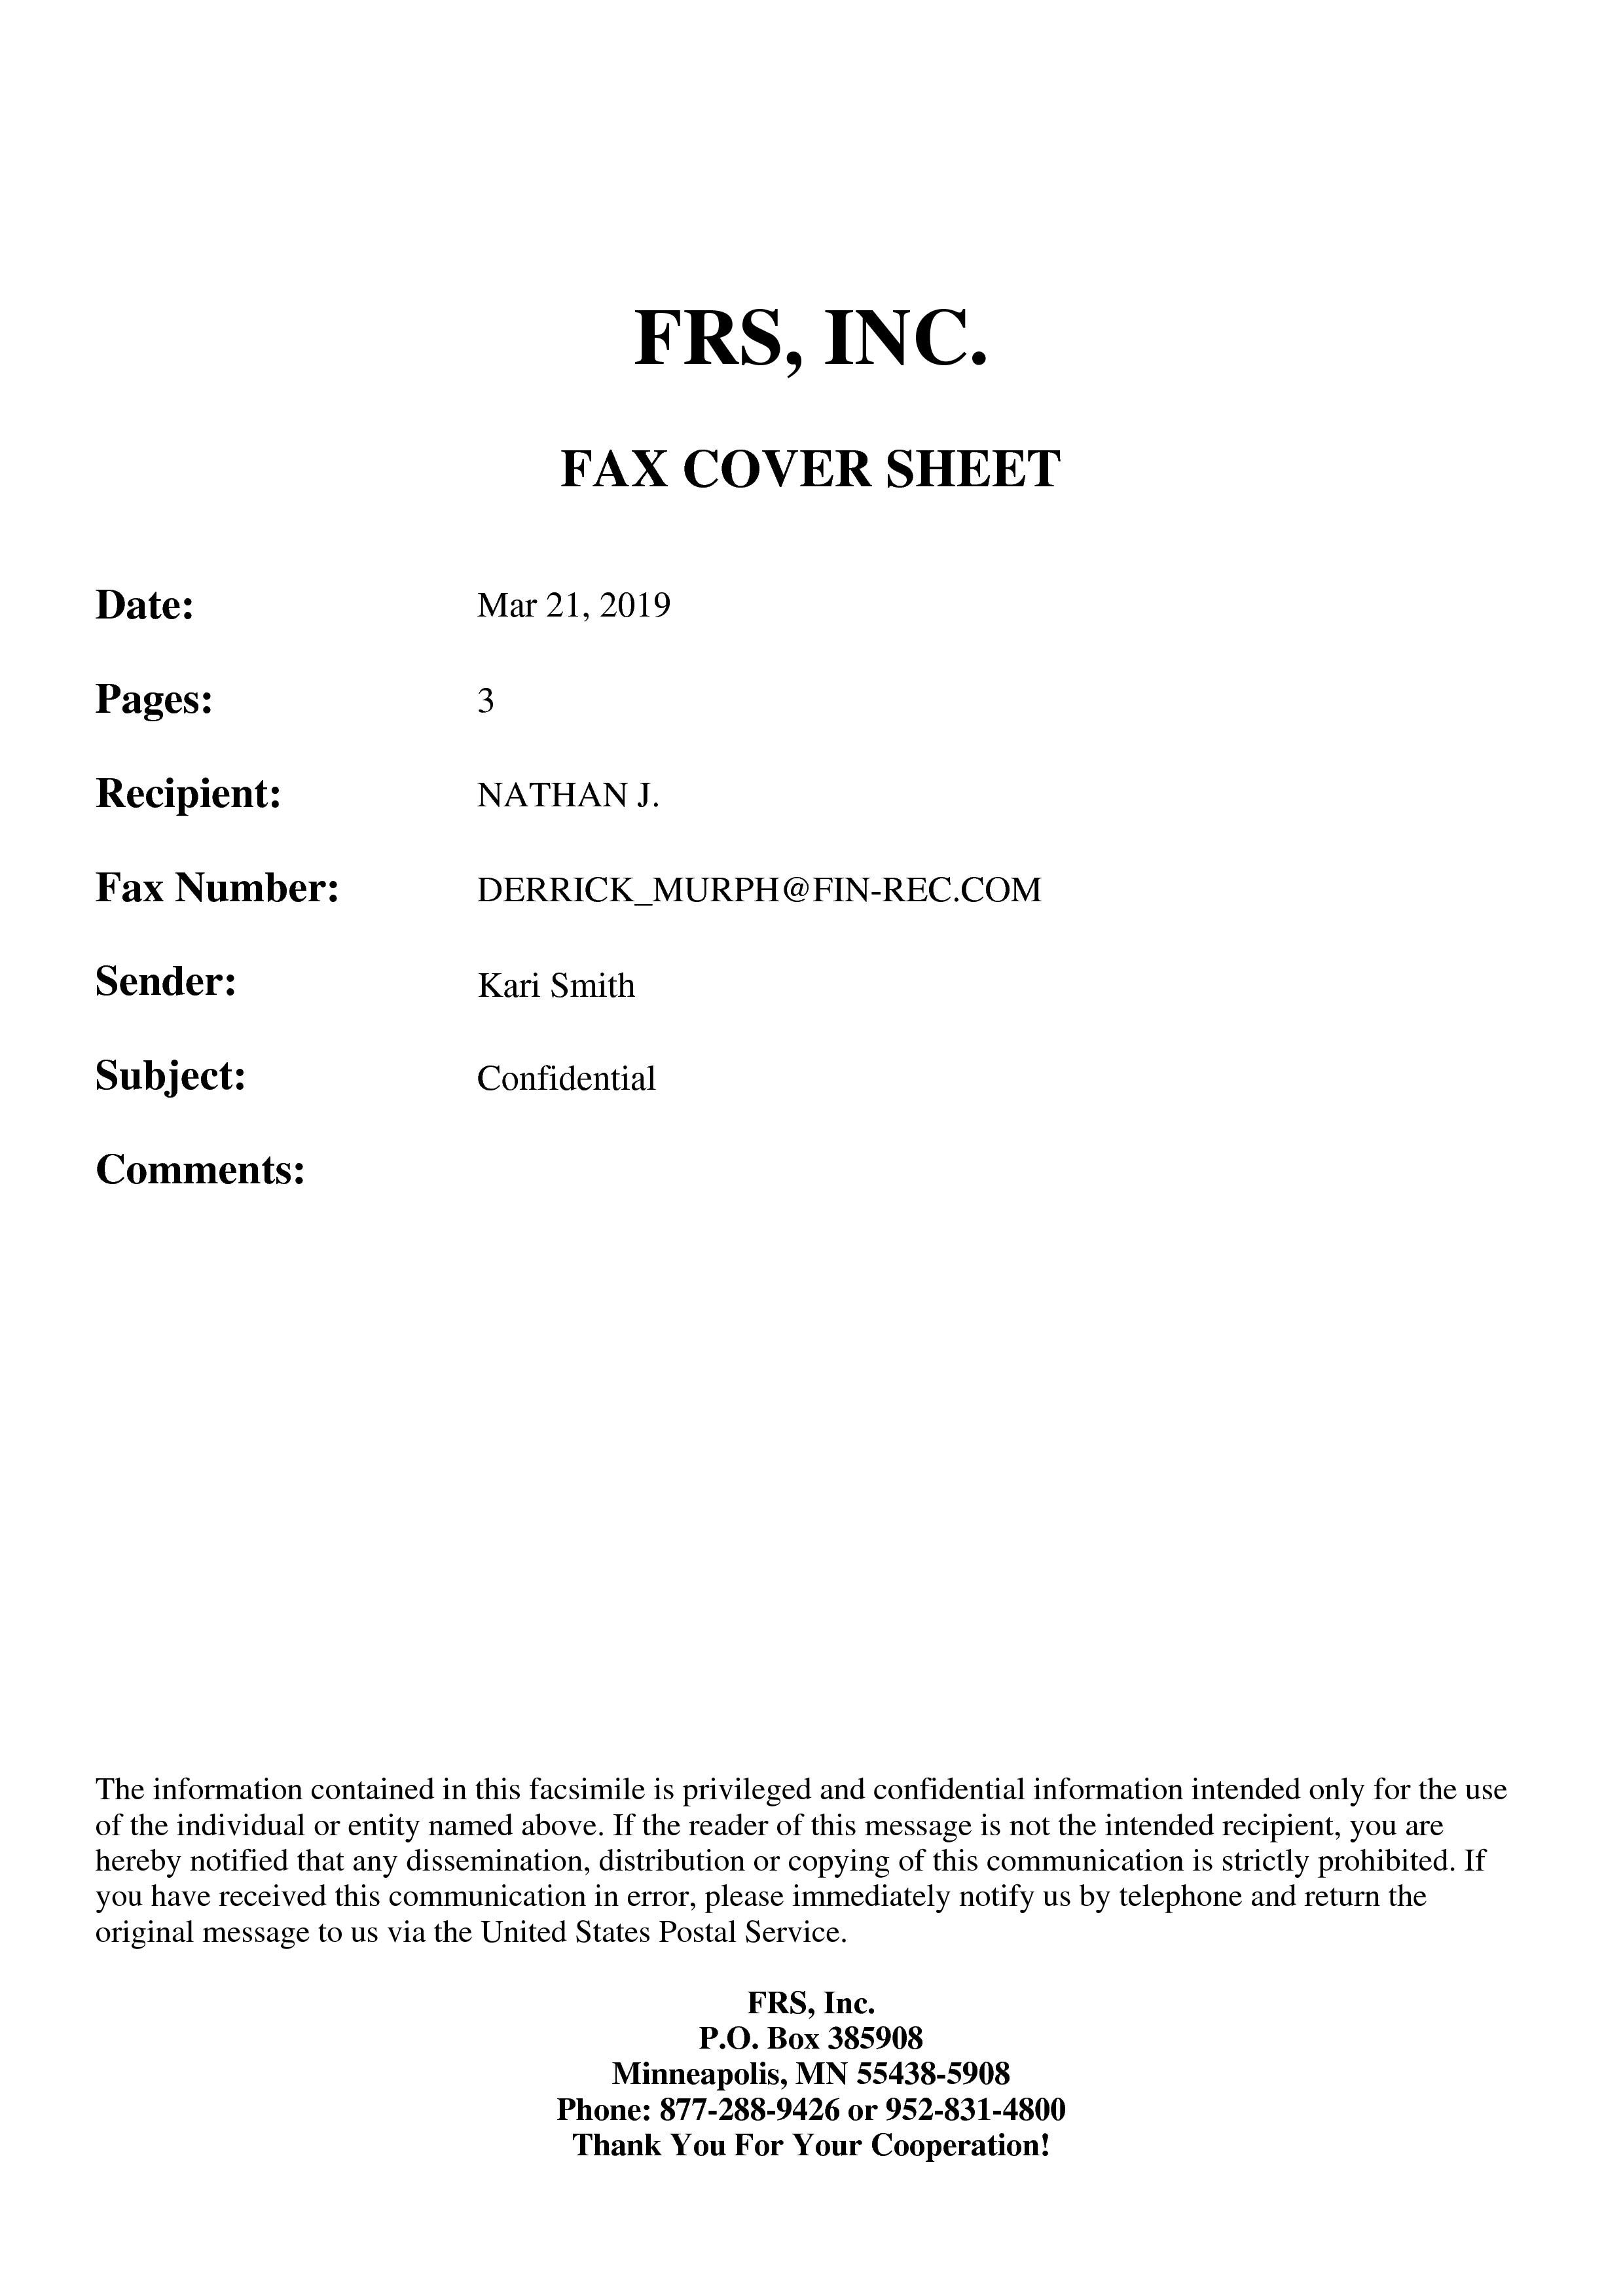 FRS, INC.
FAX COVER SHEET
Date: Mar 21, 2019
Pages: 3
Recipient: NATHAN J.
Fax Number: DERRICK_MURPH@FIN-REC.COM
Sender: Kari Smith
Subject: Confidential
Comments:
The information contained in this facsimile is privileged and confidential information intended only for the use
of the individual or entity named above. If the reader of this message is not the intended recipient, you are
hereby notified that any dissemination, distribution or copying of this communication is strictly prohibited. If
you have received this communication in error, please immediately notify us by telephone and return the
original message to us via the United States Postal Service.
FRS, Inc.
P.O. Box 385908
Minneapolis, MN 55438-5908
Phone: 877-288-9426 or 952-831-4800
Thank You For Your Cooperation!